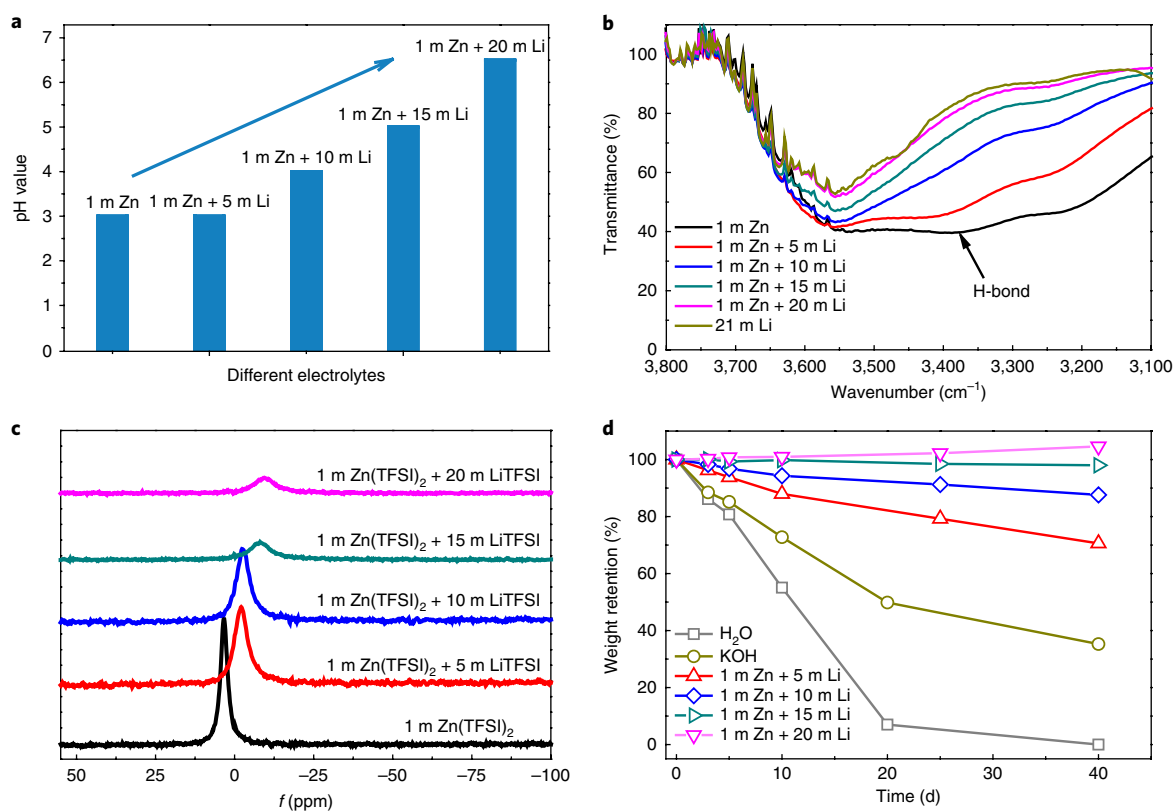 a
pH value
7
6
5
4
3
2
1
0
1 m Zn
1 m Zn + 5 m Li
1 m Zn + 10 m Li
1 m Zn + 15 m Li
1 m Zn + 20 m Li
Different electrolytes
b
Transmittance (%)
100
80
60
40
20
0
1 m Zn
1 m Zn + 5 m Li
1 m Zn + 10 m Li
1 m Zn + 15 m Li
1 m Zn + 20 m Li
21 m Li
H-bond
3,800 3,700 3,600 3,500 3,400 3,300 3,200 3,100
Wavenumber (cm⁻¹)
c
1 m Zn(TFSI)₂ + 20 m LiTFSI
1 m Zn(TFSI)₂ + 15 m LiTFSI
1 m Zn(TFSI)₂ + 10 m LiTFSI
1 m Zn(TFSI)₂ + 5 m LiTFSI
1 m Zn(TFSI)₂
50 25 0 –25 –50 –75 –100
f (ppm)
d
Weight retention (%)
100
80
60
40
20
0
H₂O
KOH
1 m Zn + 5 m Li
1 m Zn + 10 m Li
1 m Zn + 15 m Li
1 m Zn + 20 m Li
0 10 20 30 40
Time (d)